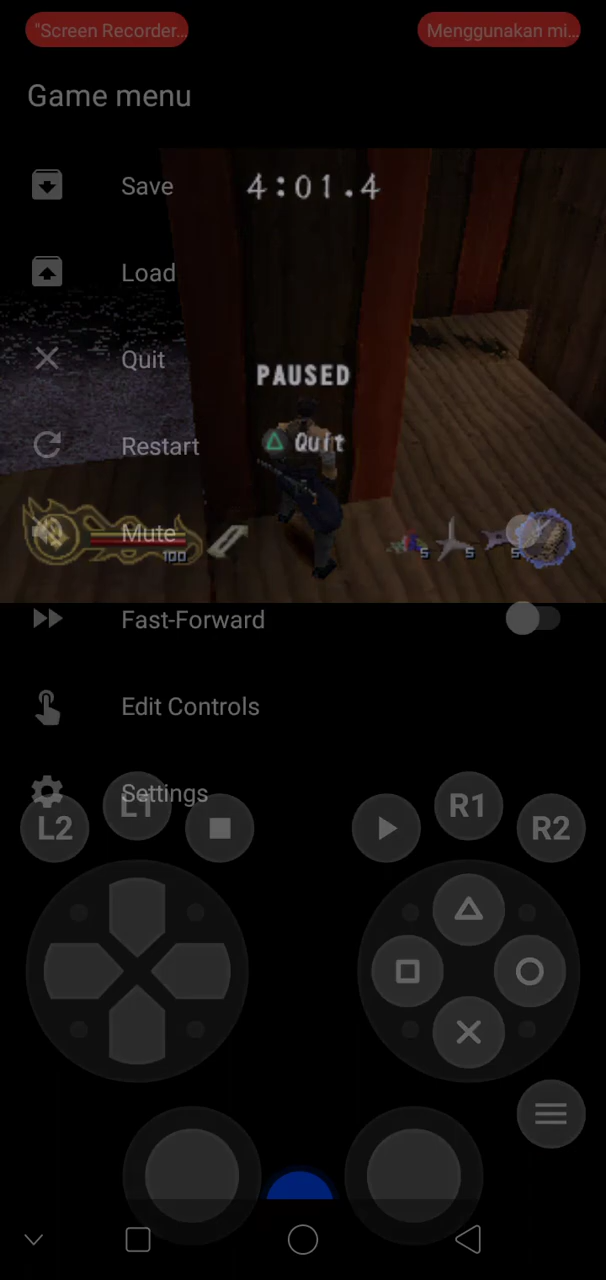 "Screen Recorder...
Menggunakan mi...
Game menu
Save
4:01.4
Load
PAUSED
Quit
Quit
Restart
Mute
100
5
5
5
Fast-Forward
Edit Controls
Settings
L2
L1
R1
R2